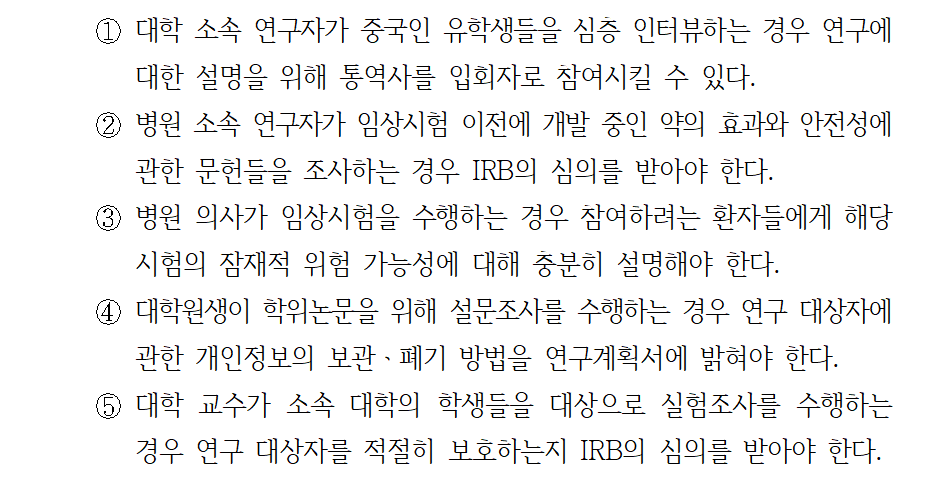 ① 대학 소속 연구자가 중국인 유학생들을 심층 인터뷰하는 경우 연구에
대한 설명을 위해 통역사를 입회자로 참여시킬 수 있다.
② 병원 소속 연구자가 임상시험 이전에 개발 중인 약의 효과와 안전성에
관한 문헌들을 조사하는 경우 IRB의 심의를 받아야 한다.
③ 병원 의사가 임상시험을 수행하는 경우 참여하려는 환자들에게 해당
시험의 잠재적 위험 가능성에 대해 충분히 설명해야 한다.
④ 대학원생이 학위논문을 위해 설문조사를 수행하는 경우 연구 대상자에
관한 개인정보의 보관､폐기 방법을 연구계획서에 밝혀야 한다.
⑤ 대학 교수가 소속 대학의 학생들을 대상으로 실험조사를 수행하는
경우 연구 대상자를 적절히 보호하는지 IRB의 심의를 받아야 한다.